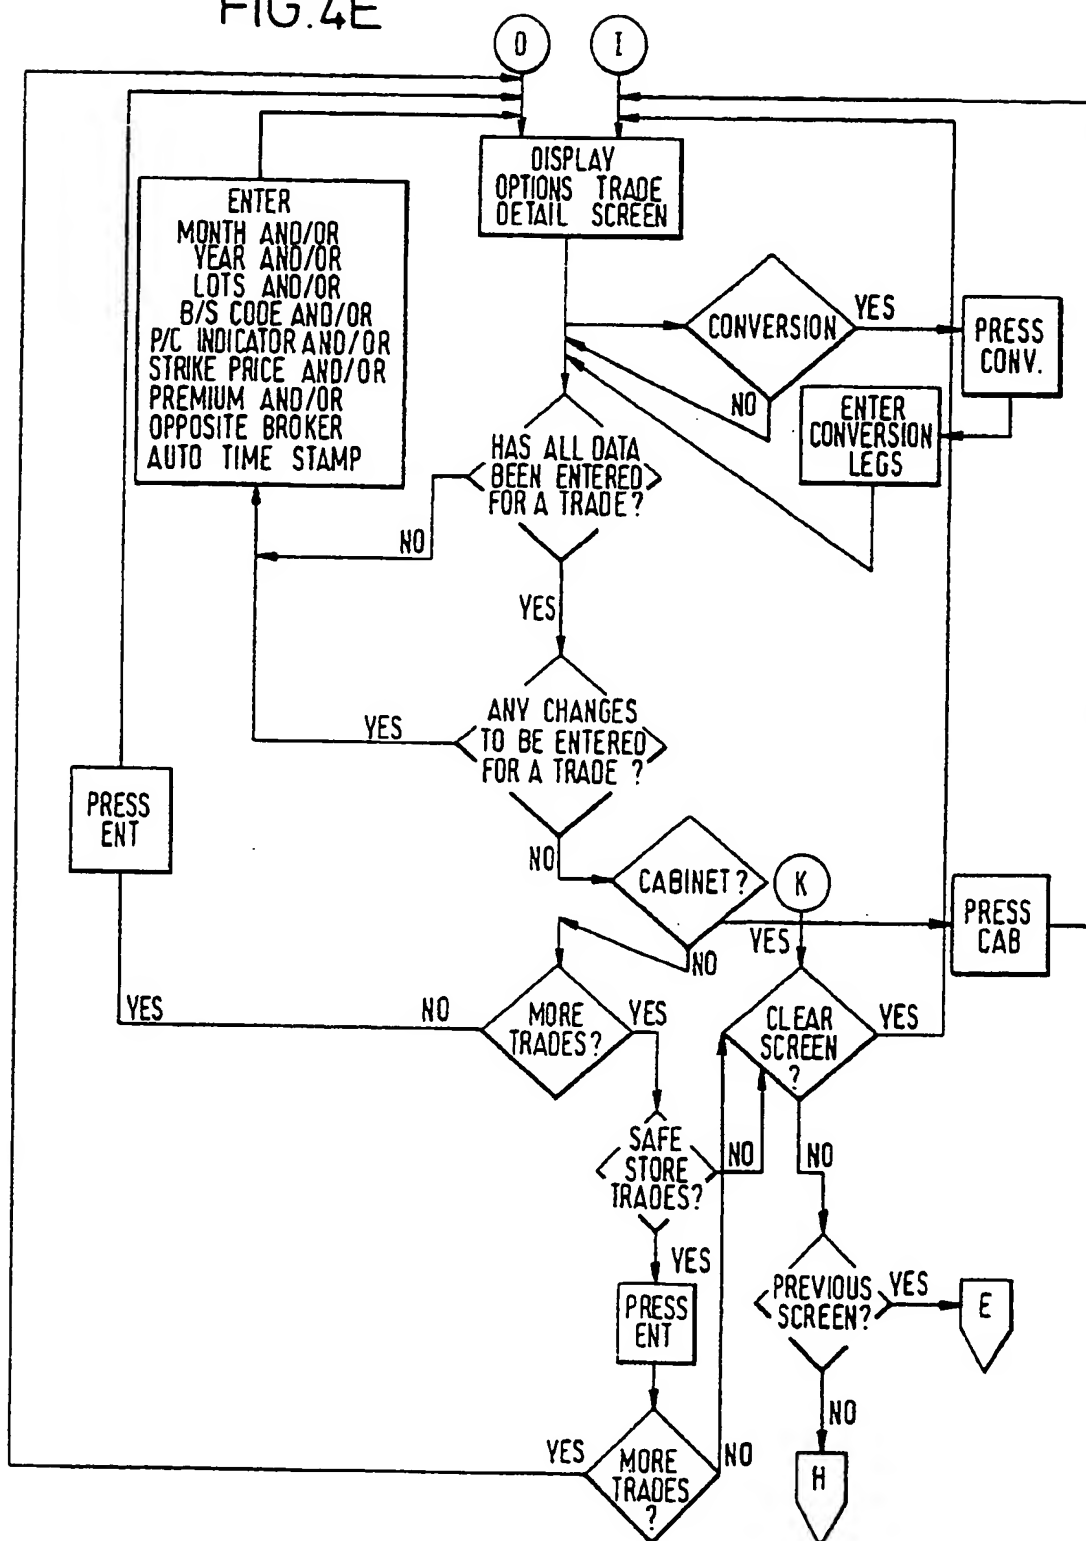 FIG.4E
O
I
DISPLAY
OPTIONS TRADE
DETAIL SCREEN
ENTER
MONTH AND/OR
YEAR AND/OR
LOTS AND/OR
B/S CODE AND/OR
P/C INDICATOR AND/OR
STRIKE PRICE AND/OR
PREMIUM AND/OR
OPPOSITE BROKER
AUTO TIME STAMP
CONVERSION
YES
PRESS
CONV.
NO
ENTER
CONVERSION
LEGS
HAS ALL DATA
BEEN ENTERED
FOR A TRADE?
NO
YES
ANY CHANGES
TO BE ENTERED
FOR A TRADE ?
YES
PRESS
ENT
NO
CABINET?
K
PRESS
CAB
YES
NO
YES
NO
MORE
TRADES?
YES
CLEAR
SCREEN
?
YES
SAFE
STORE
TRADES?
NO
NO
YES
PRESS
ENT
PREVIOUS
SCREEN?
YES
E
NO
YES
MORE
TRADES
?
NO
H